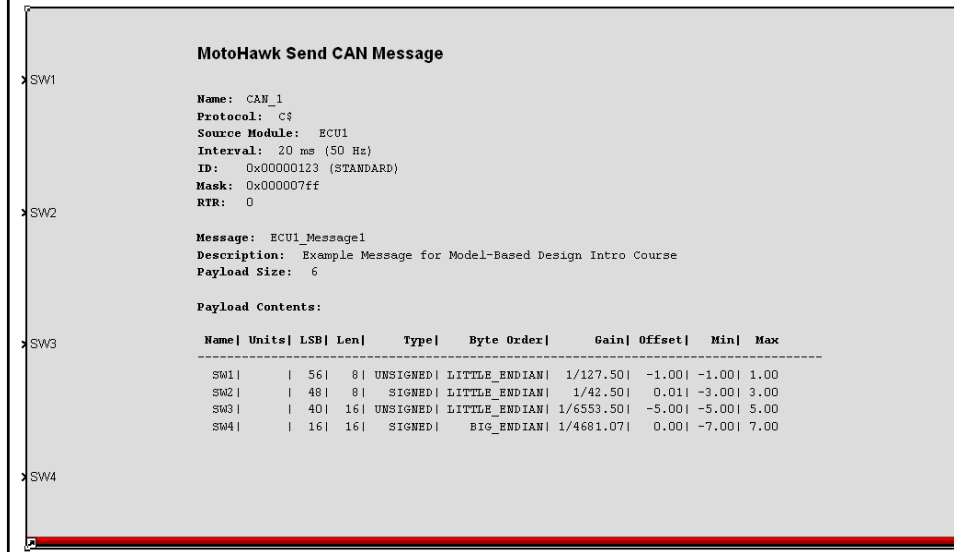 MotoHawk Send CAN Message
SW1
Name: CAN_1
Protocol: C$
Source Module: ECU1
Interval: 20 ms (50 Hz)
ID: 0x00000123 (STANDARD)
Mask: 0x000007ff
RTR: 0
SW2
Message: ECU1_Message1
Description: Example Message for Model-Based Design Intro Course
Payload Size: 6
Payload Contents:
SW3
Name| Units| LSB| Len| Type| Byte Order| Gain| Offset| Min| Max
--------------------------------------------------------------------------------
SW1| | 56| 8| UNSIGNED| LITTLE_ENDIAN| 1/127.50| -1.00| -1.00| 1.00
SW2| | 48| 8| SIGNED| LITTLE_ENDIAN| 1/42.50| 0.01| -3.00| 3.00
SW3| | 40| 16| UNSIGNED| LITTLE_ENDIAN| 1/6553.50| -5.00| -5.00| 5.00
SW4| | 16| 16| SIGNED| BIG_ENDIAN| 1/4681.07| 0.00| -7.00| 7.00
SW4